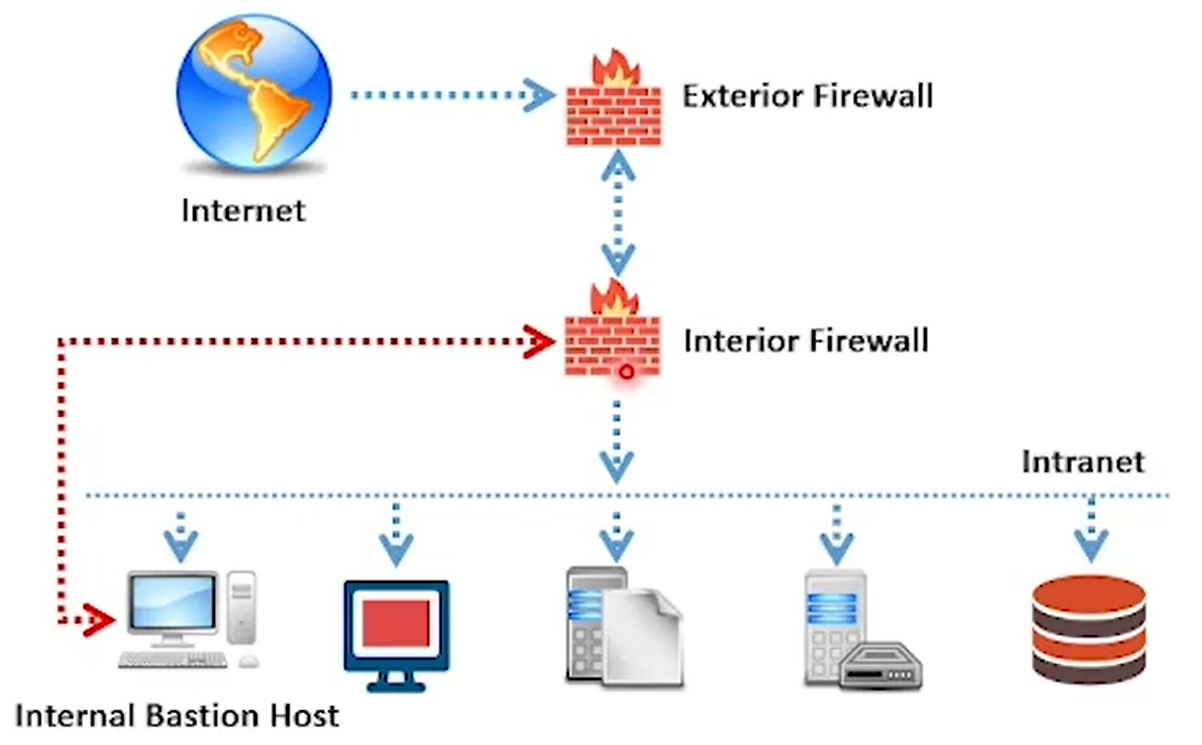 Exterior Firewall
Internet
Interior Firewall
Intranet
Internal Bastion Host